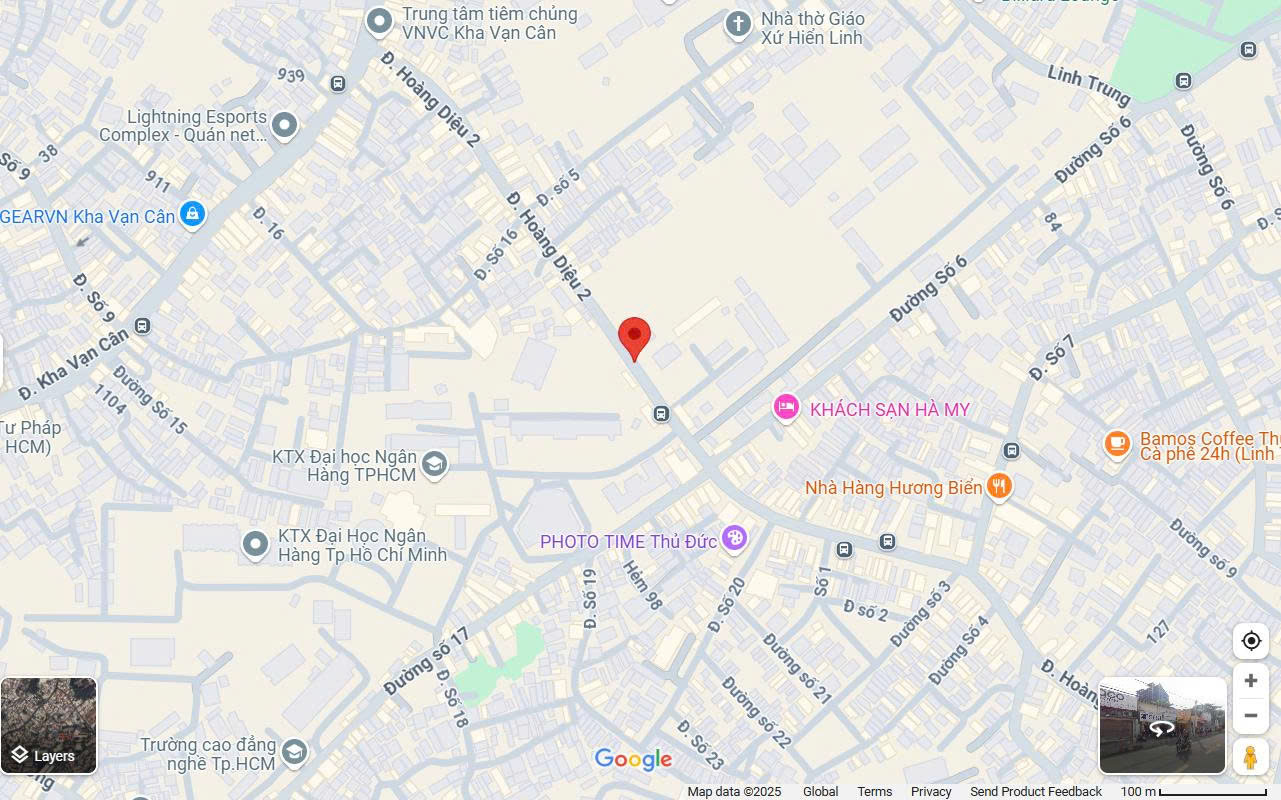 Trung tâm tiêm chủng
VNVC Kha Vạn Cân
Nhà thờ Giáo
Xứ Hiển Linh
939
Đ. Hoàng Diệu 2
Linh Trung
Lightning Esports
Complex - Quán net...
38
Số 9
911
Đường Số 6
Đường Số 6
GEARVN Kha Vạn Cân
Đ. 16
Đ. số 5
Đ. Hoàng Diệu 2
84
Đ. Số 16
Đ. Số 9
Đường Số 6
Đ. Kha Vạn Cân
Đ. Số 7
1104
Đường Số 15
KHÁCH SẠN HÀ MY
Tư Pháp
HCM)
Bamos Coffee
Cà phê 24h (Linh
KTX Đại học Ngân
Hàng TPHCM
Nhà Hàng Hương Biển
KTX Đại Học Ngân
Hàng Tp Hồ Chí Minh
PHOTO TIME Thủ Đức
Đường số 9
Đ. Số 19
Hẻm 98
Đ. Số 20
Số 1
Đ số 2
Đường số 3
Đường Số 4
127
Đường số 17
Đ. Số 18
Đường số 21
Đường số 22
Đ. Số 23
Đ. Hoàng
Trường cao đẳng
nghề Tp.HCM
Layers
Google
Map data ©2025 Global Terms Privacy Send Product Feedback 100 m